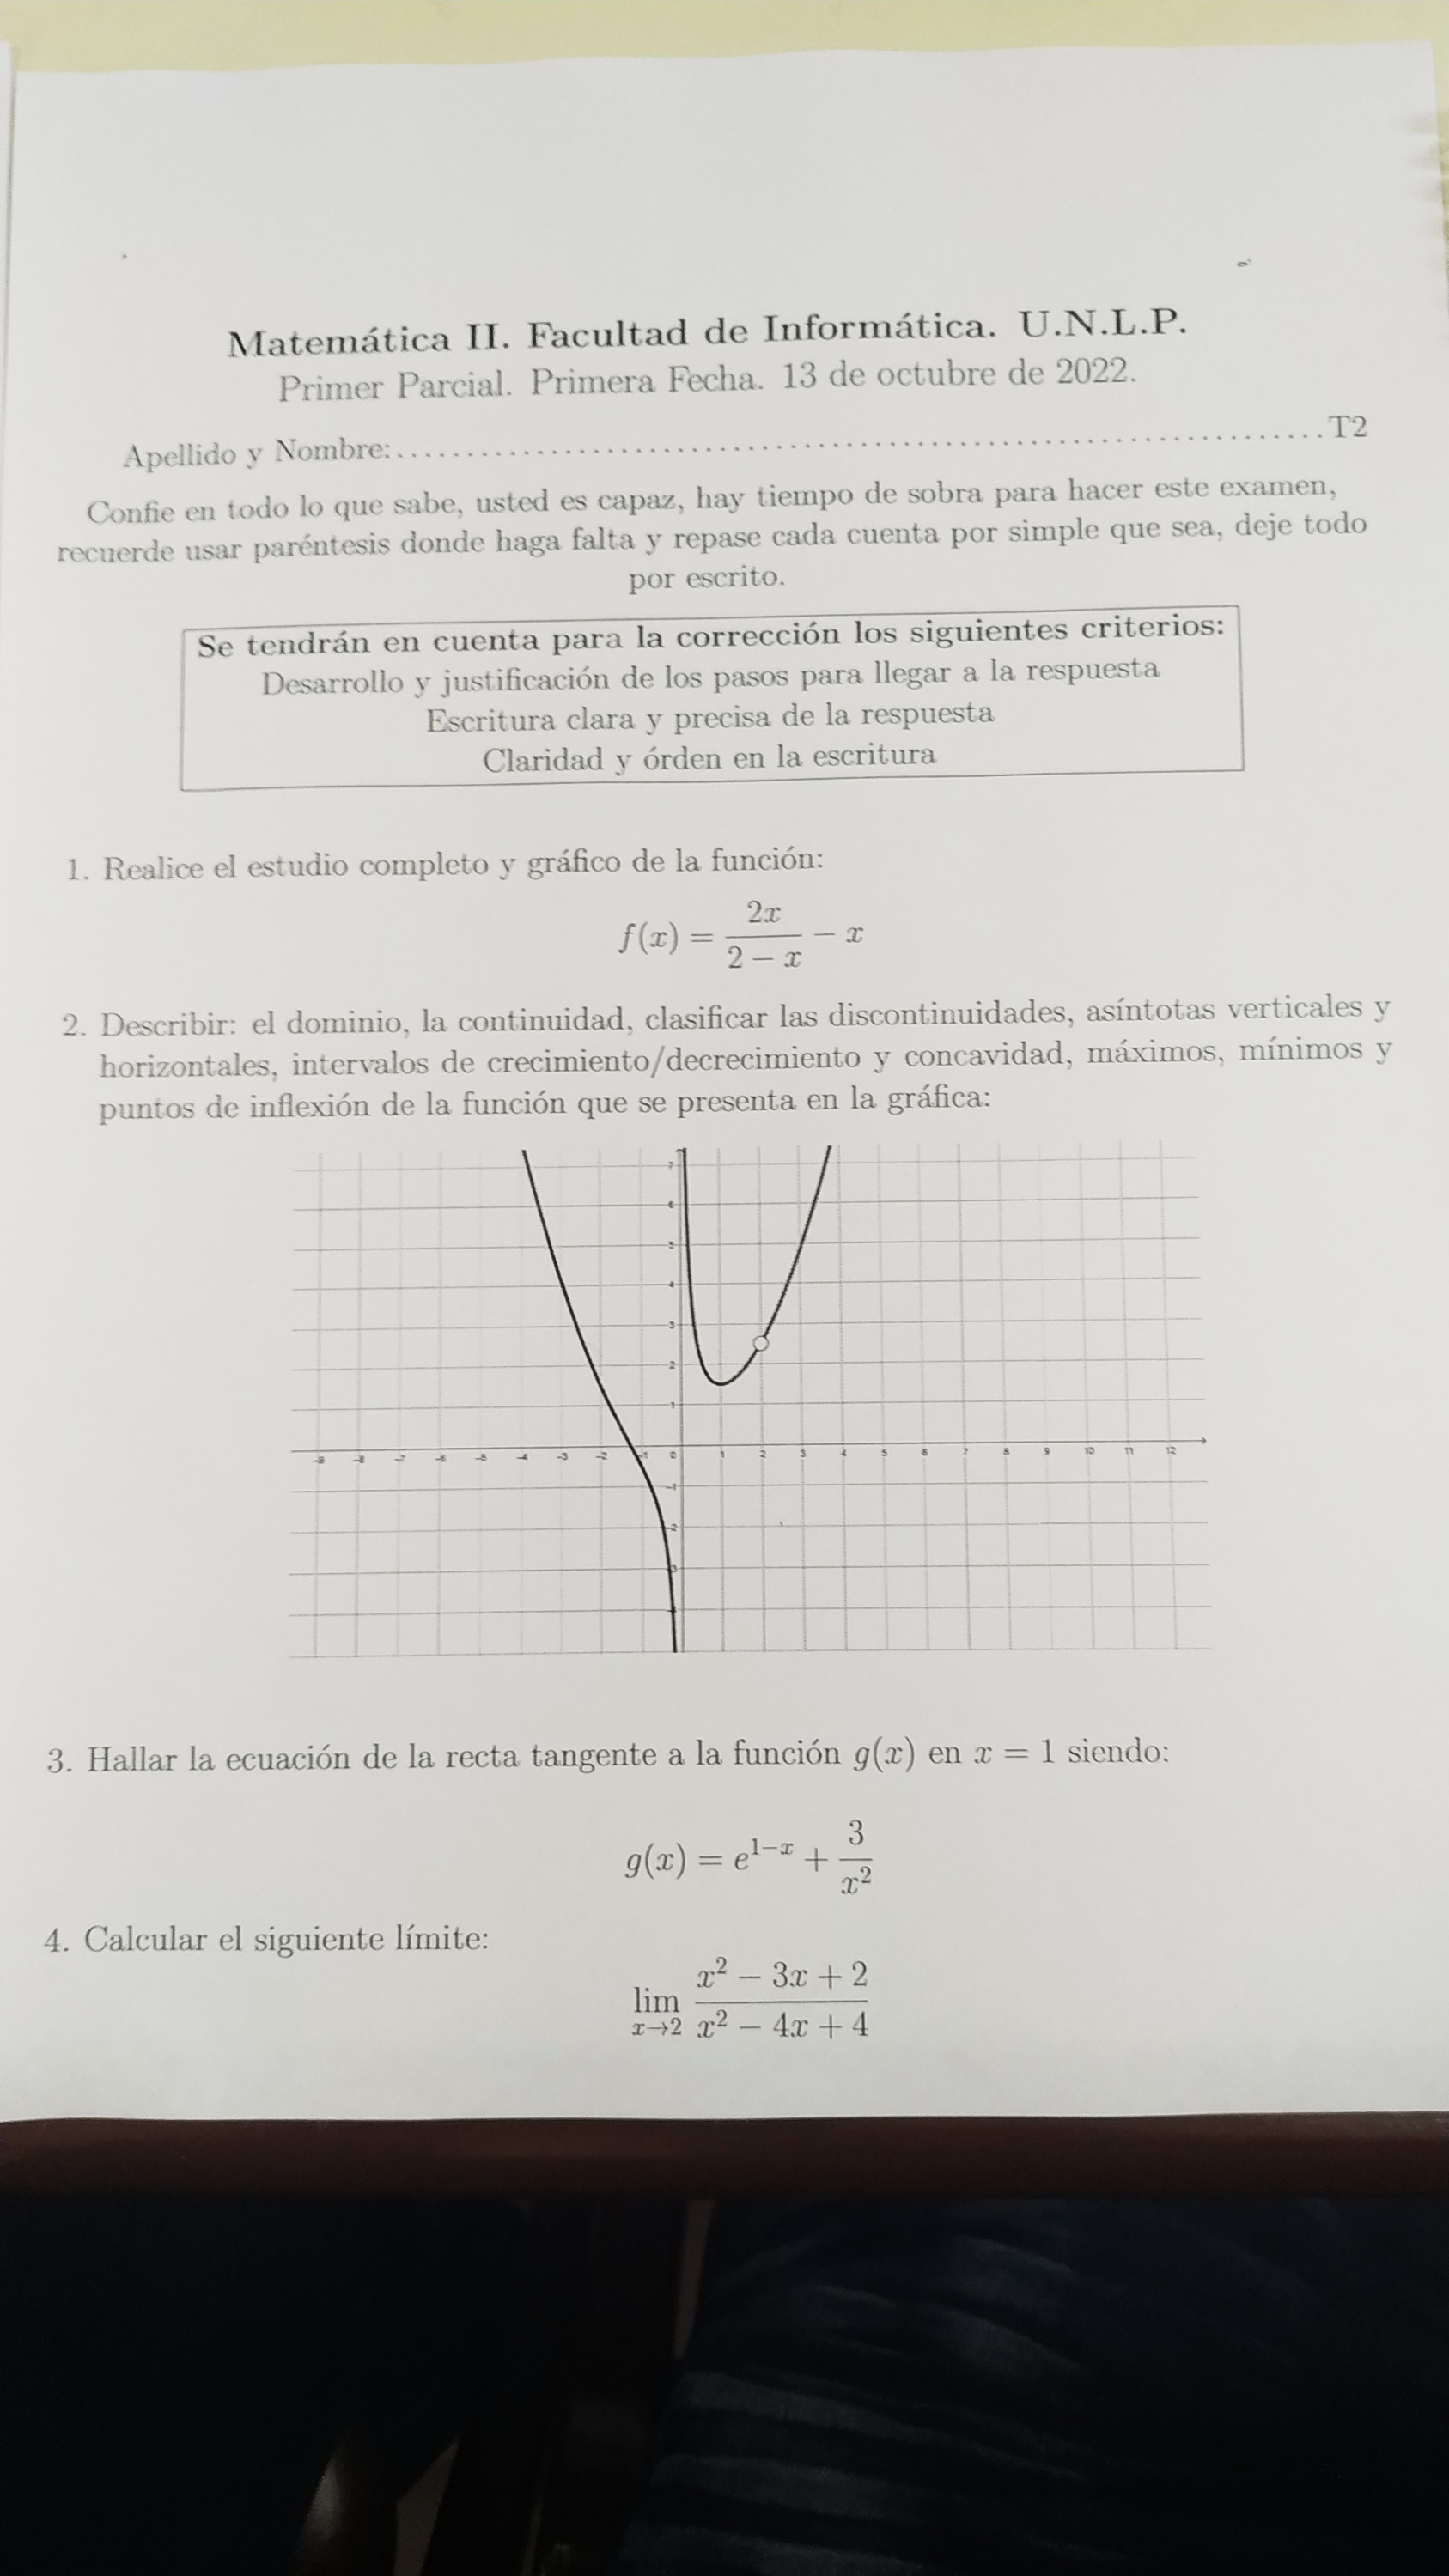 Matemática II. Facultad de Informática. U.N.L.P.
Primer Parcial. Primera Fecha. 13 de octubre de 2022.
Apellido y Nombre:................................................................T2
Confie en todo lo que sabe, usted es capaz, hay tiempo de sobra para hacer este examen,
recuerde usar paréntesis donde haga falta y repase cada cuenta por simple que sea, deje todo
por escrito.
Se tendrán en cuenta para la corrección los siguientes criterios:
Desarrollo y justificación de los pasos para llegar a la respuesta
Escritura clara y precisa de la respuesta
Claridad y órden en la escritura
1. Realice el estudio completo y gráfico de la función:
f(x) = \frac{2x}{2 - x} - x
2. Describir: el dominio, la continuidad, clasificar las discontinuidades, asíntotas verticales y
horizontales, intervalos de crecimiento/decrecimiento y concavidad, máximos, mínimos y
puntos de inflexión de la función que se presenta en la gráfica:
7
6
5
4
3
2
1
-9 -8 -7 -6 -5 -4 -3 -2 -1 0 1 2 3 4 5 6 7 8 9 10 11 12
-1
-2
3. Hallar la ecuación de la recta tangente a la función g(x) en x = 1 siendo:
g(x) = e^{1-x} + \frac{3}{x^2}
4. Calcular el siguiente límite:
\lim_{x \to 2} \frac{x^2 - 3x + 2}{x^2 - 4x + 4}